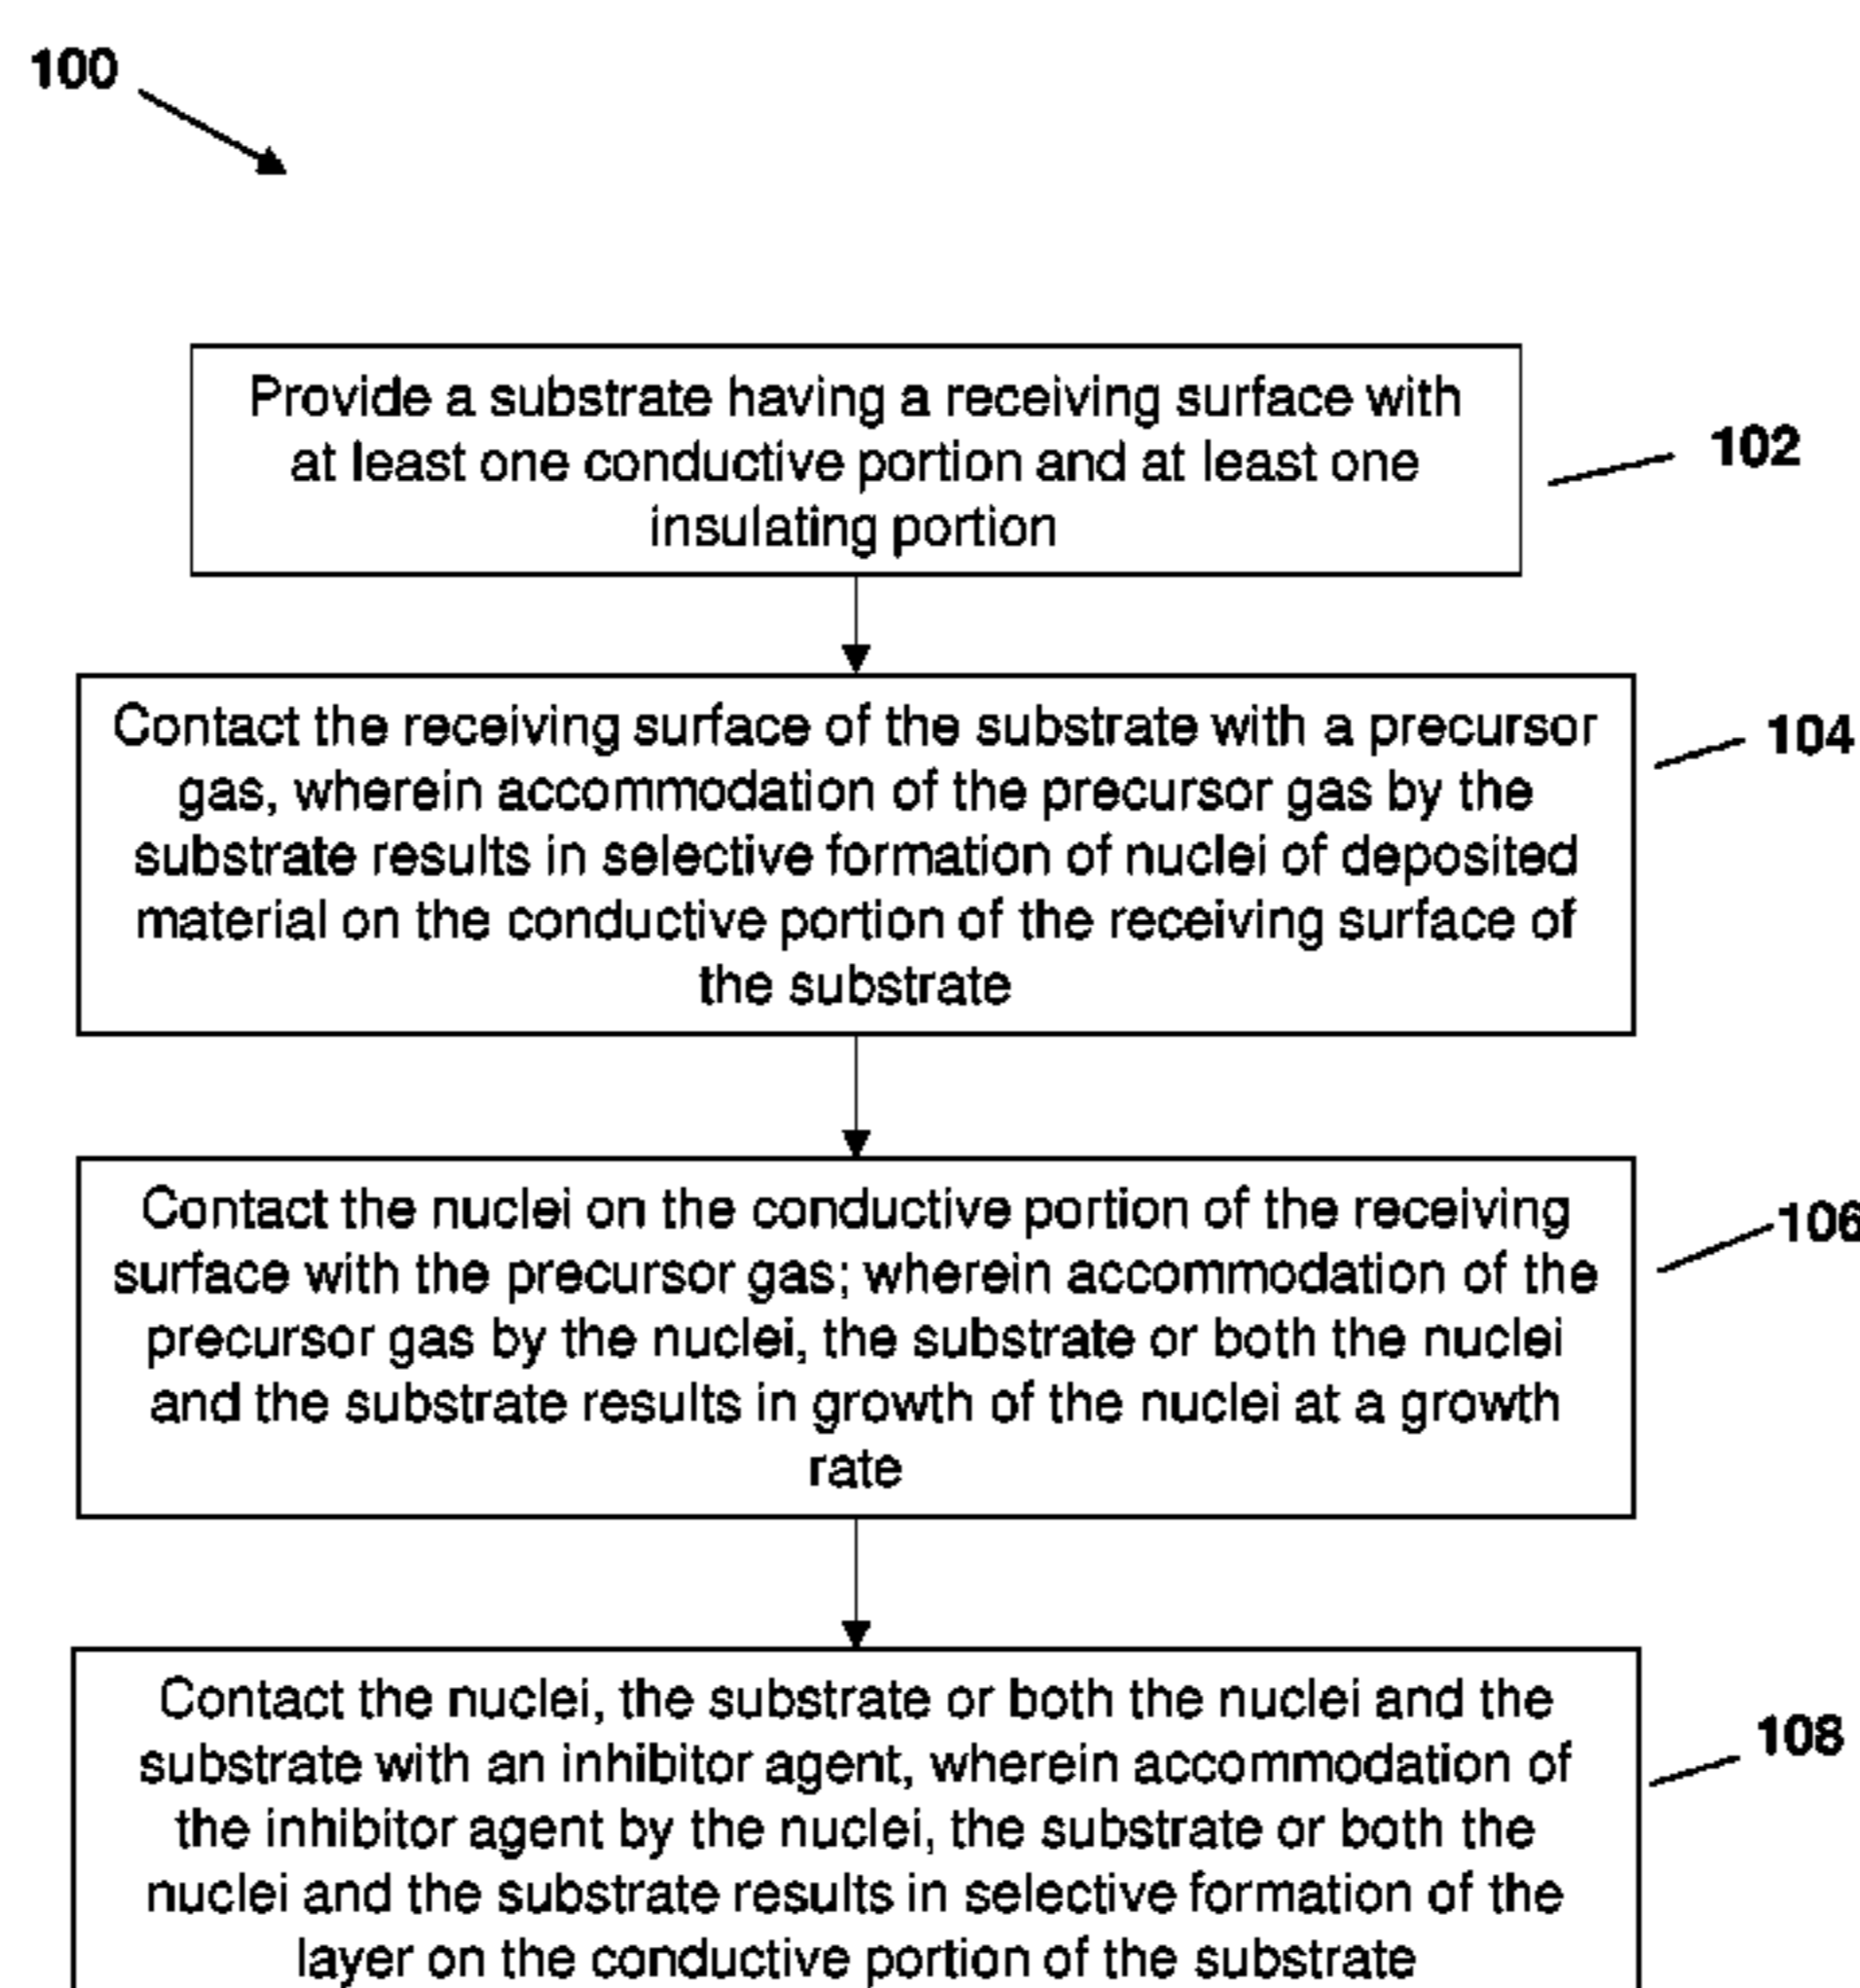 100
Provide a substrate having a receiving surface with
at least one conductive portion and at least one
insulating portion
102
Contact the receiving surface of the substrate with a precursor
gas, wherein accommodation of the precursor gas by the
substrate results in selective formation of nuclei of deposited
material on the conductive portion of the receiving surface of
the substrate
104
Contact the nuclei on the conductive portion of the receiving
surface with the precursor gas; wherein accommodation of the
precursor gas by the nuclei, the substrate or both the nuclei
and the substrate results in growth of the nuclei at a growth
rate
106
Contact the nuclei, the substrate or both the nuclei and the
substrate with an inhibitor agent, wherein accommodation of
the inhibitor agent by the nuclei, the substrate or both the
nuclei and the substrate results in selective formation of the
layer on the conductive portion of the substrate
108